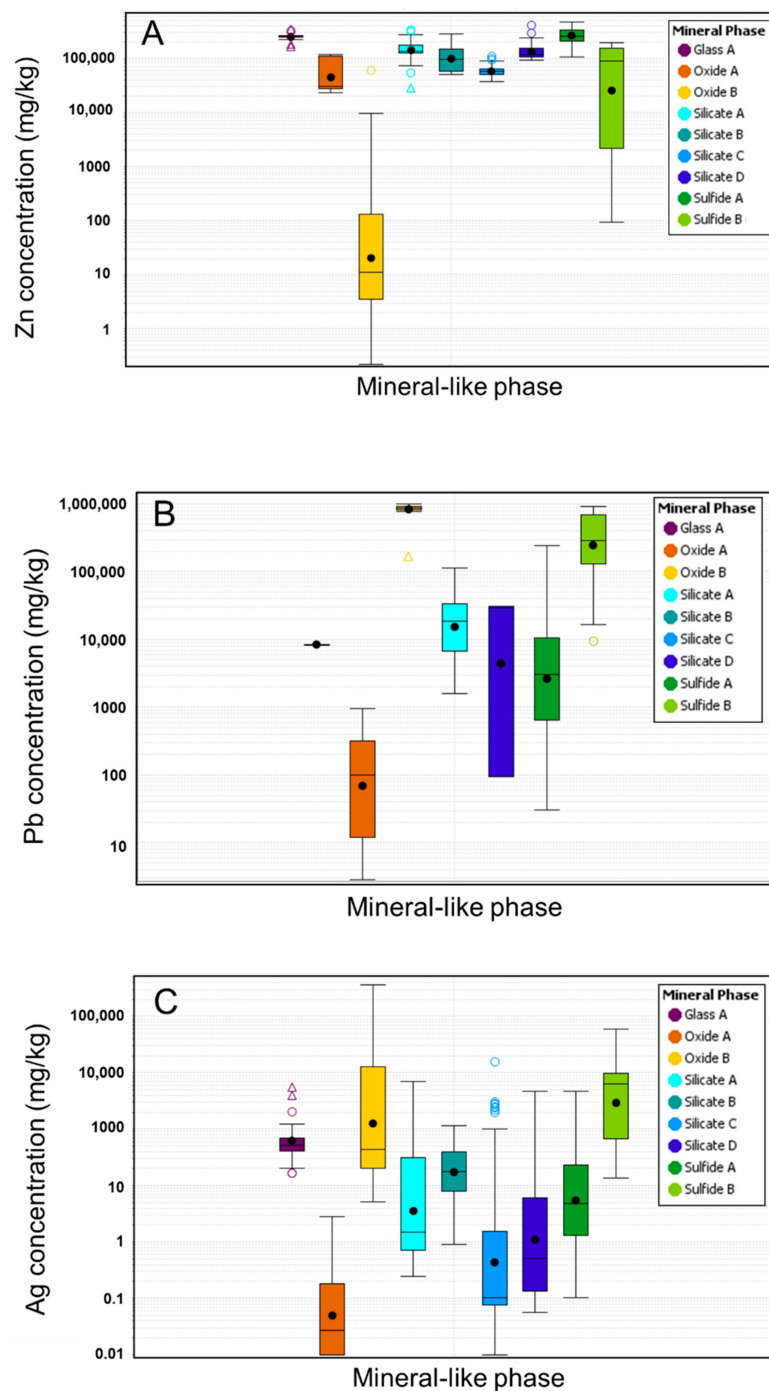 A
Zn concentration (mg/kg)
100,000
10,000
1000
100
10
1
Mineral Phase
Glass A
Oxide A
Oxide B
Silicate A
Silicate B
Silicate C
Silicate D
Sulfide A
Sulfide B
Mineral-like phase
B
Pb concentration (mg/kg)
1,000,000
100,000
10,000
1000
100
10
Mineral Phase
Glass A
Oxide A
Oxide B
Silicate A
Silicate B
Silicate C
Silicate D
Sulfide A
Sulfide B
Mineral-like phase
C
Ag concentration (mg/kg)
100,000
10,000
1000
100
10
1
0.1
0.01
Mineral Phase
Glass A
Oxide A
Oxide B
Silicate A
Silicate B
Silicate C
Silicate D
Sulfide A
Sulfide B
Mineral-like phase